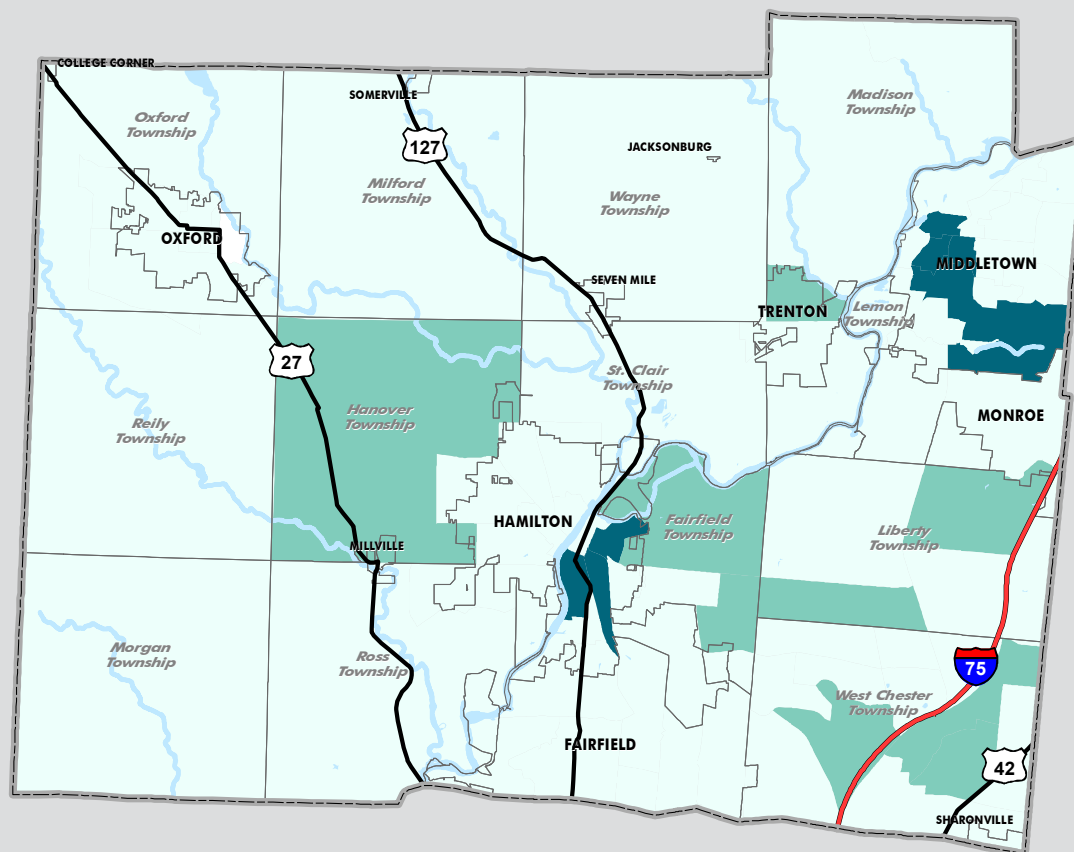 COLLEGE CORNER
SOMERVILLE
Madison
Township
Oxford
Township
127
JACKSONBURG
Milford
Township
Wayne
Township
OXFORD
MIDDLETOWN
SEVEN MILE
TRENTON
Lemon
Township
27
St. Clair
Township
Hanover
Township
MONROE
Reily
Township
HAMILTON
Fairfield
Township
Liberty
Township
MILLVILLE
Morgan
Township
Ross
Township
75
West Chester
Township
FAIRFIELD
42
SHARONVILLE